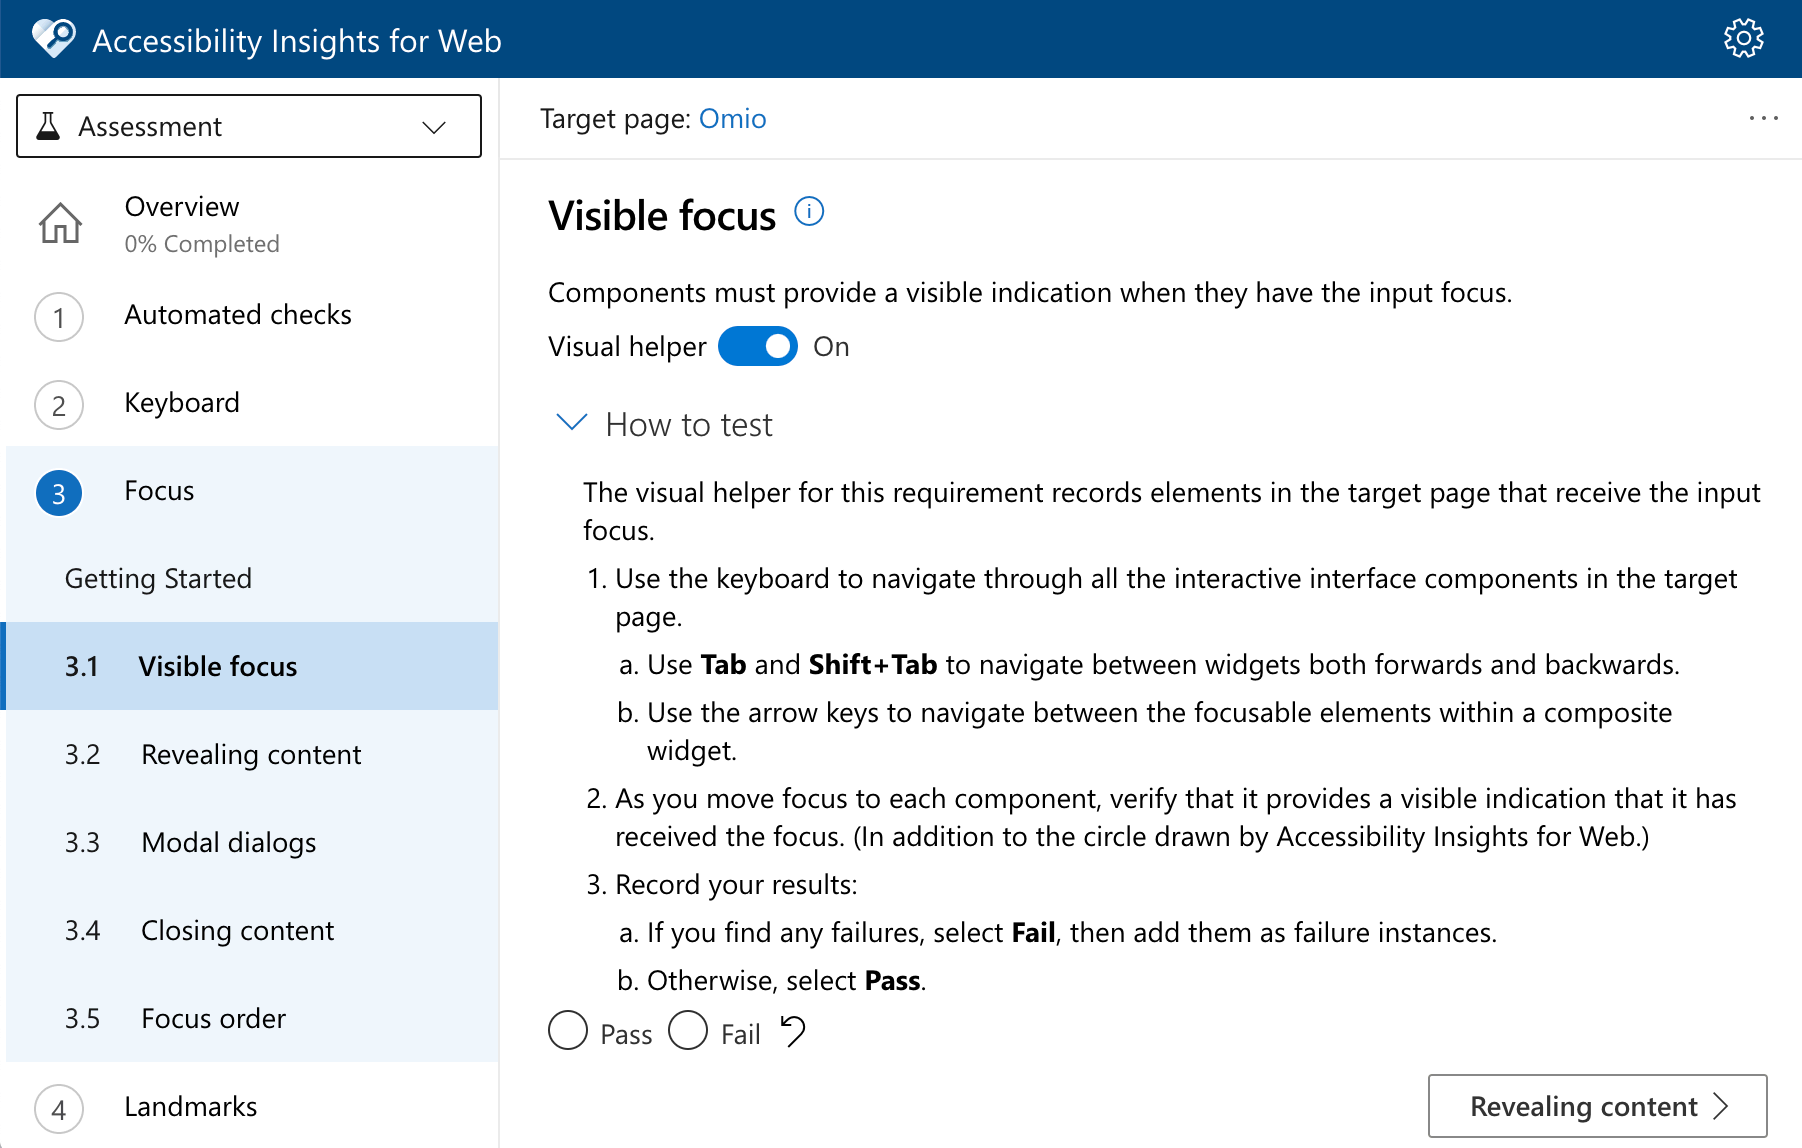 Accessibility Insights for Web
Assessment
Target page: Omio
Overview
0% Completed
1 Automated checks
2 Keyboard
3 Focus
Getting Started
3.1 Visible focus
3.2 Revealing content
3.3 Modal dialogs
3.4 Closing content
3.5 Focus order
4 Landmarks
Visible focus
Components must provide a visible indication when they have the input focus.
Visual helper On
How to test
The visual helper for this requirement records elements in the target page that receive the input
focus.
1. Use the keyboard to navigate through all the interactive interface components in the target
page.
a. Use Tab and Shift+Tab to navigate between widgets both forwards and backwards.
b. Use the arrow keys to navigate between the focusable elements within a composite
widget.
2. As you move focus to each component, verify that it provides a visible indication that it has
received the focus. (In addition to the circle drawn by Accessibility Insights for Web.)
3. Record your results:
a. If you find any failures, select Fail, then add them as failure instances.
b. Otherwise, select Pass.
Pass Fail
Revealing content